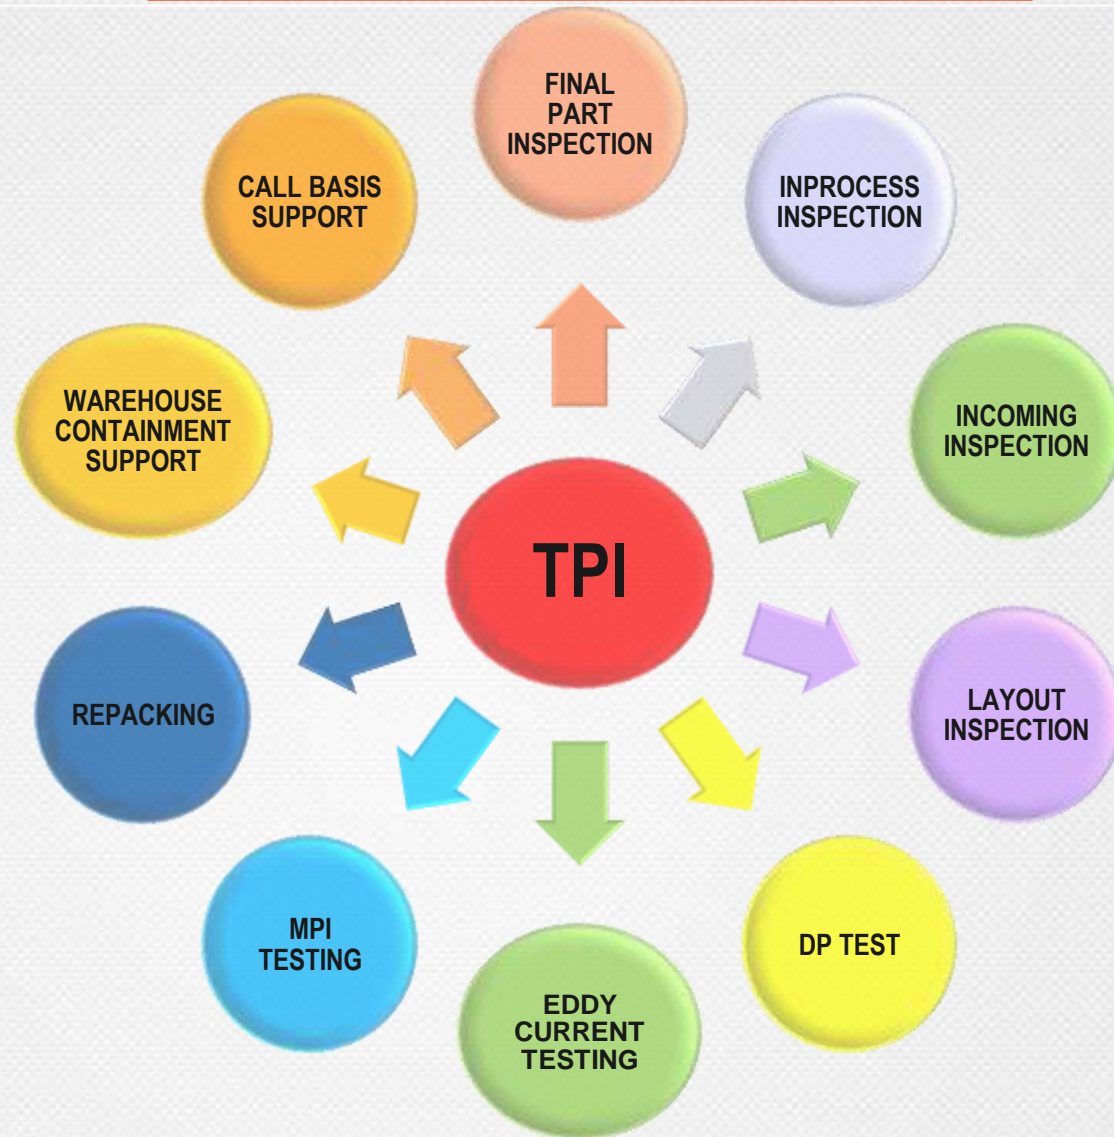 FINAL
PART
INSPECTION
INPROCESS
INSPECTION
INCOMING
INSPECTION
LAYOUT
INSPECTION
DP TEST
EDDY
CURRENT
TESTING
MPI
TESTING
REPACKING
WAREHOUSE
CONTAINMENT
SUPPORT
CALL BASIS
SUPPORT
TPI